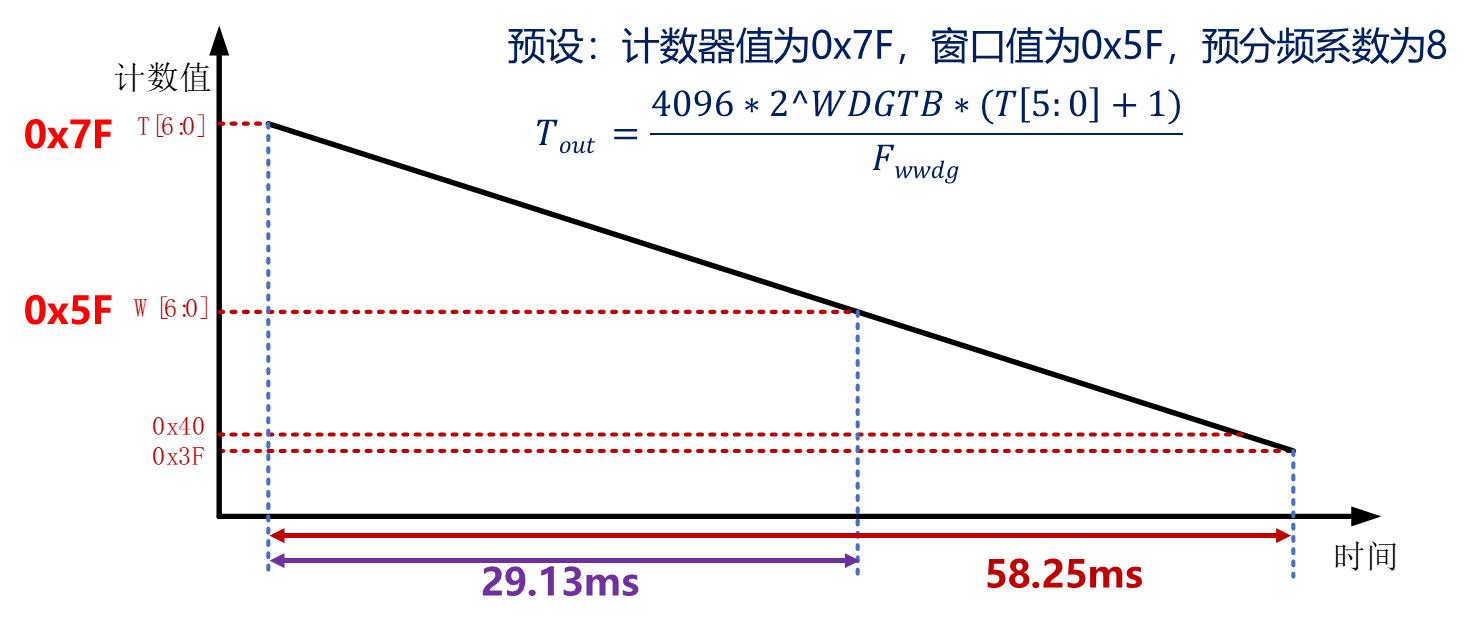 预设：计数器值为0x7F，窗口值为0x5F，预分频系数为8
计数值
T_out = 4096 * 2^WDGTB * (T[5:0] + 1) / F_wwdg
0x7F T[6:0]
0x5F W [6:0]
0x40
0x3F
时间
29.13ms
58.25ms